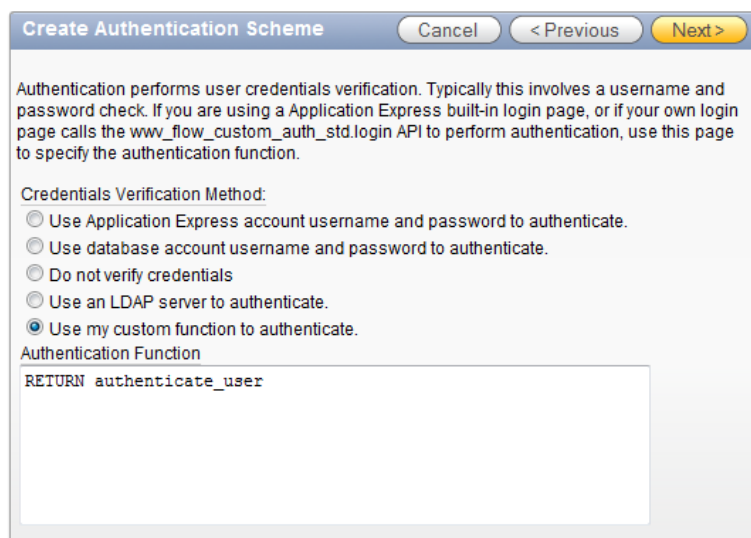 Create Authentication Scheme
Cancel
< Previous
Next >
Authentication performs user credentials verification. Typically this involves a username and
password check. If you are using a Application Express built-in login page, or if your own login
page calls the wwv_flow_custom_auth_std.login API to perform authentication, use this page
to specify the authentication function.
Credentials Verification Method:
Use Application Express account username and password to authenticate.
Use database account username and password to authenticate.
Do not verify credentials
Use an LDAP server to authenticate.
Use my custom function to authenticate.
Authentication Function
RETURN authenticate_user